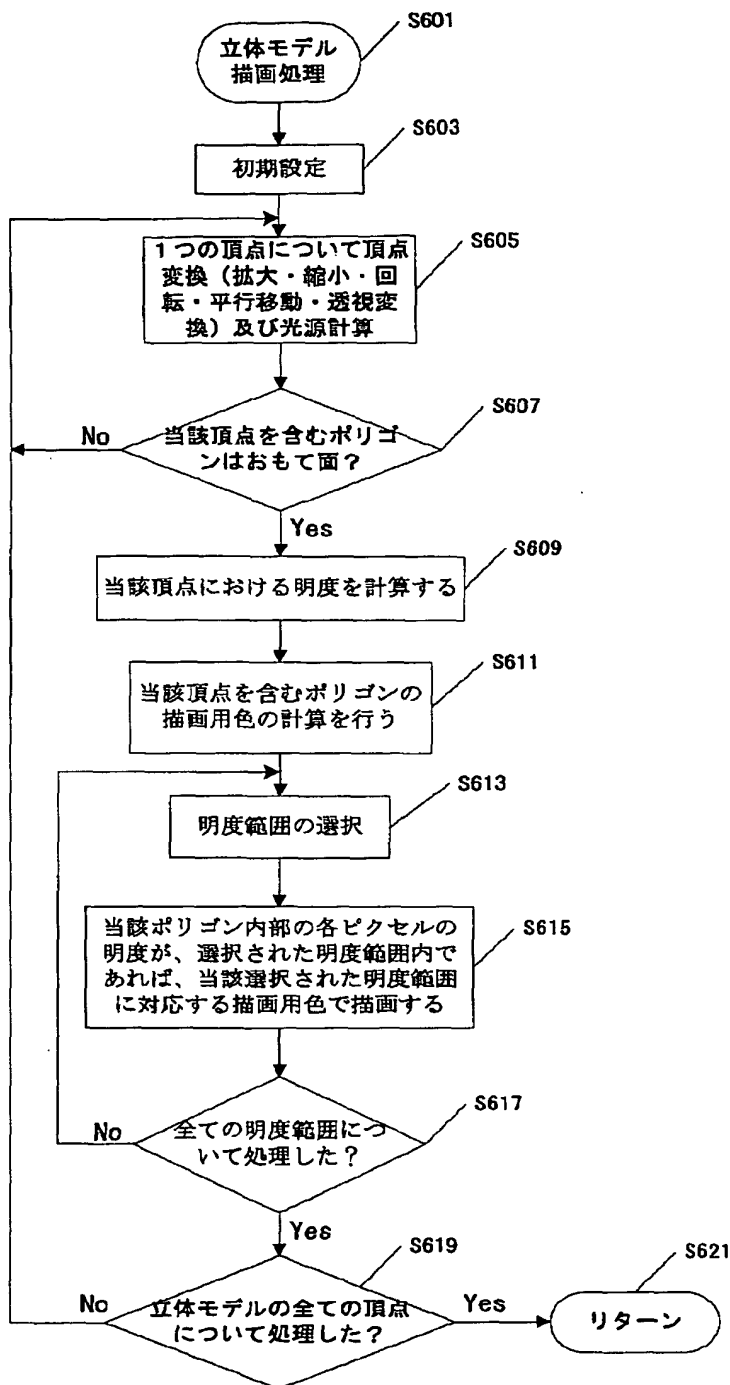 S601
立体モデル
描画処理
S603
初期設定
S605
1つの頂点について頂点
変換(拡大・縮小・回
転・平行移動・透視変
換)及び光源計算
S607
No
当該頂点を含むポリゴ
ンはおもて面?
Yes
S609
当該頂点における明度を計算する
S611
当該頂点を含むポリゴンの
描画用色の計算を行う
S613
明度範囲の選択
S615
当該ポリゴン内部の各ピクセルの
明度が、選択された明度範囲内で
あれば、当該選択された明度範囲
に対応する描画用色で描画する
S617
No
全ての明度範囲につ
いて処理した?
Yes
S619
No
立体モデルの全ての頂点
について処理した?
Yes
S621
リターン